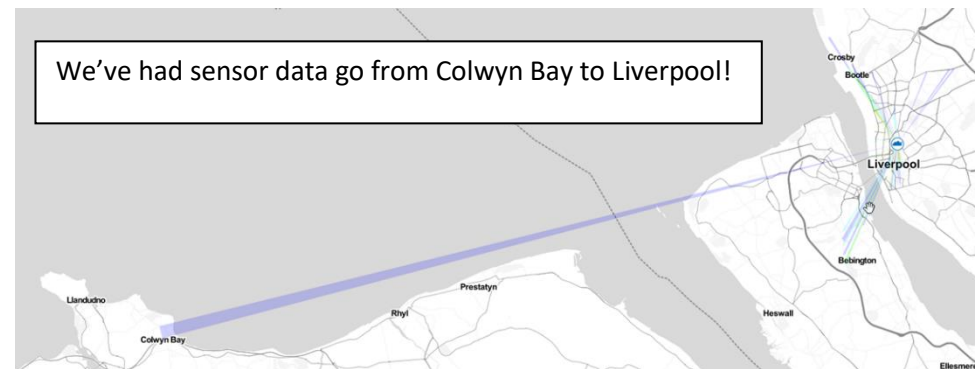 We’ve had sensor data go from Colwyn Bay to Liverpool!
Crosby
Bootle
Liverpool
Bebington
Llandudno
Prestatyn
Rhyl
Heswall
Colwyn Bay
Ellesmer